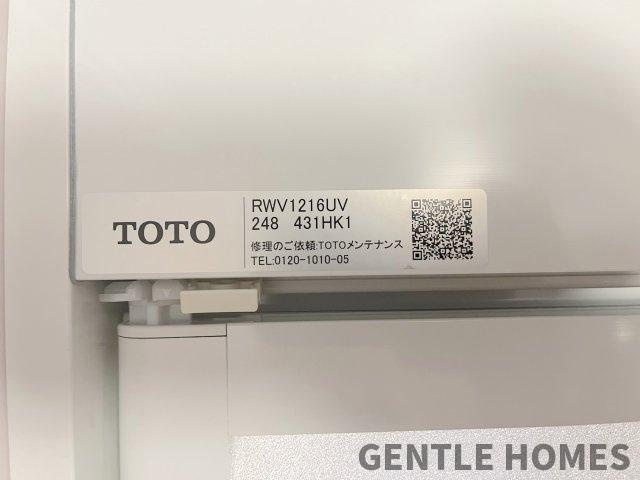 TOTO
RWV1216UV
248 431HK1
修理のご依頼:TOTOメンテナンス
TEL:0120-1010-05
GENTLE HOMES